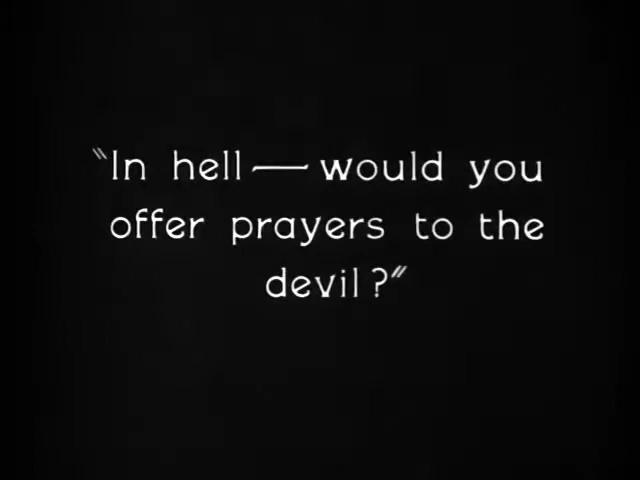 "In hell — would you
offer prayers to the
devil?"